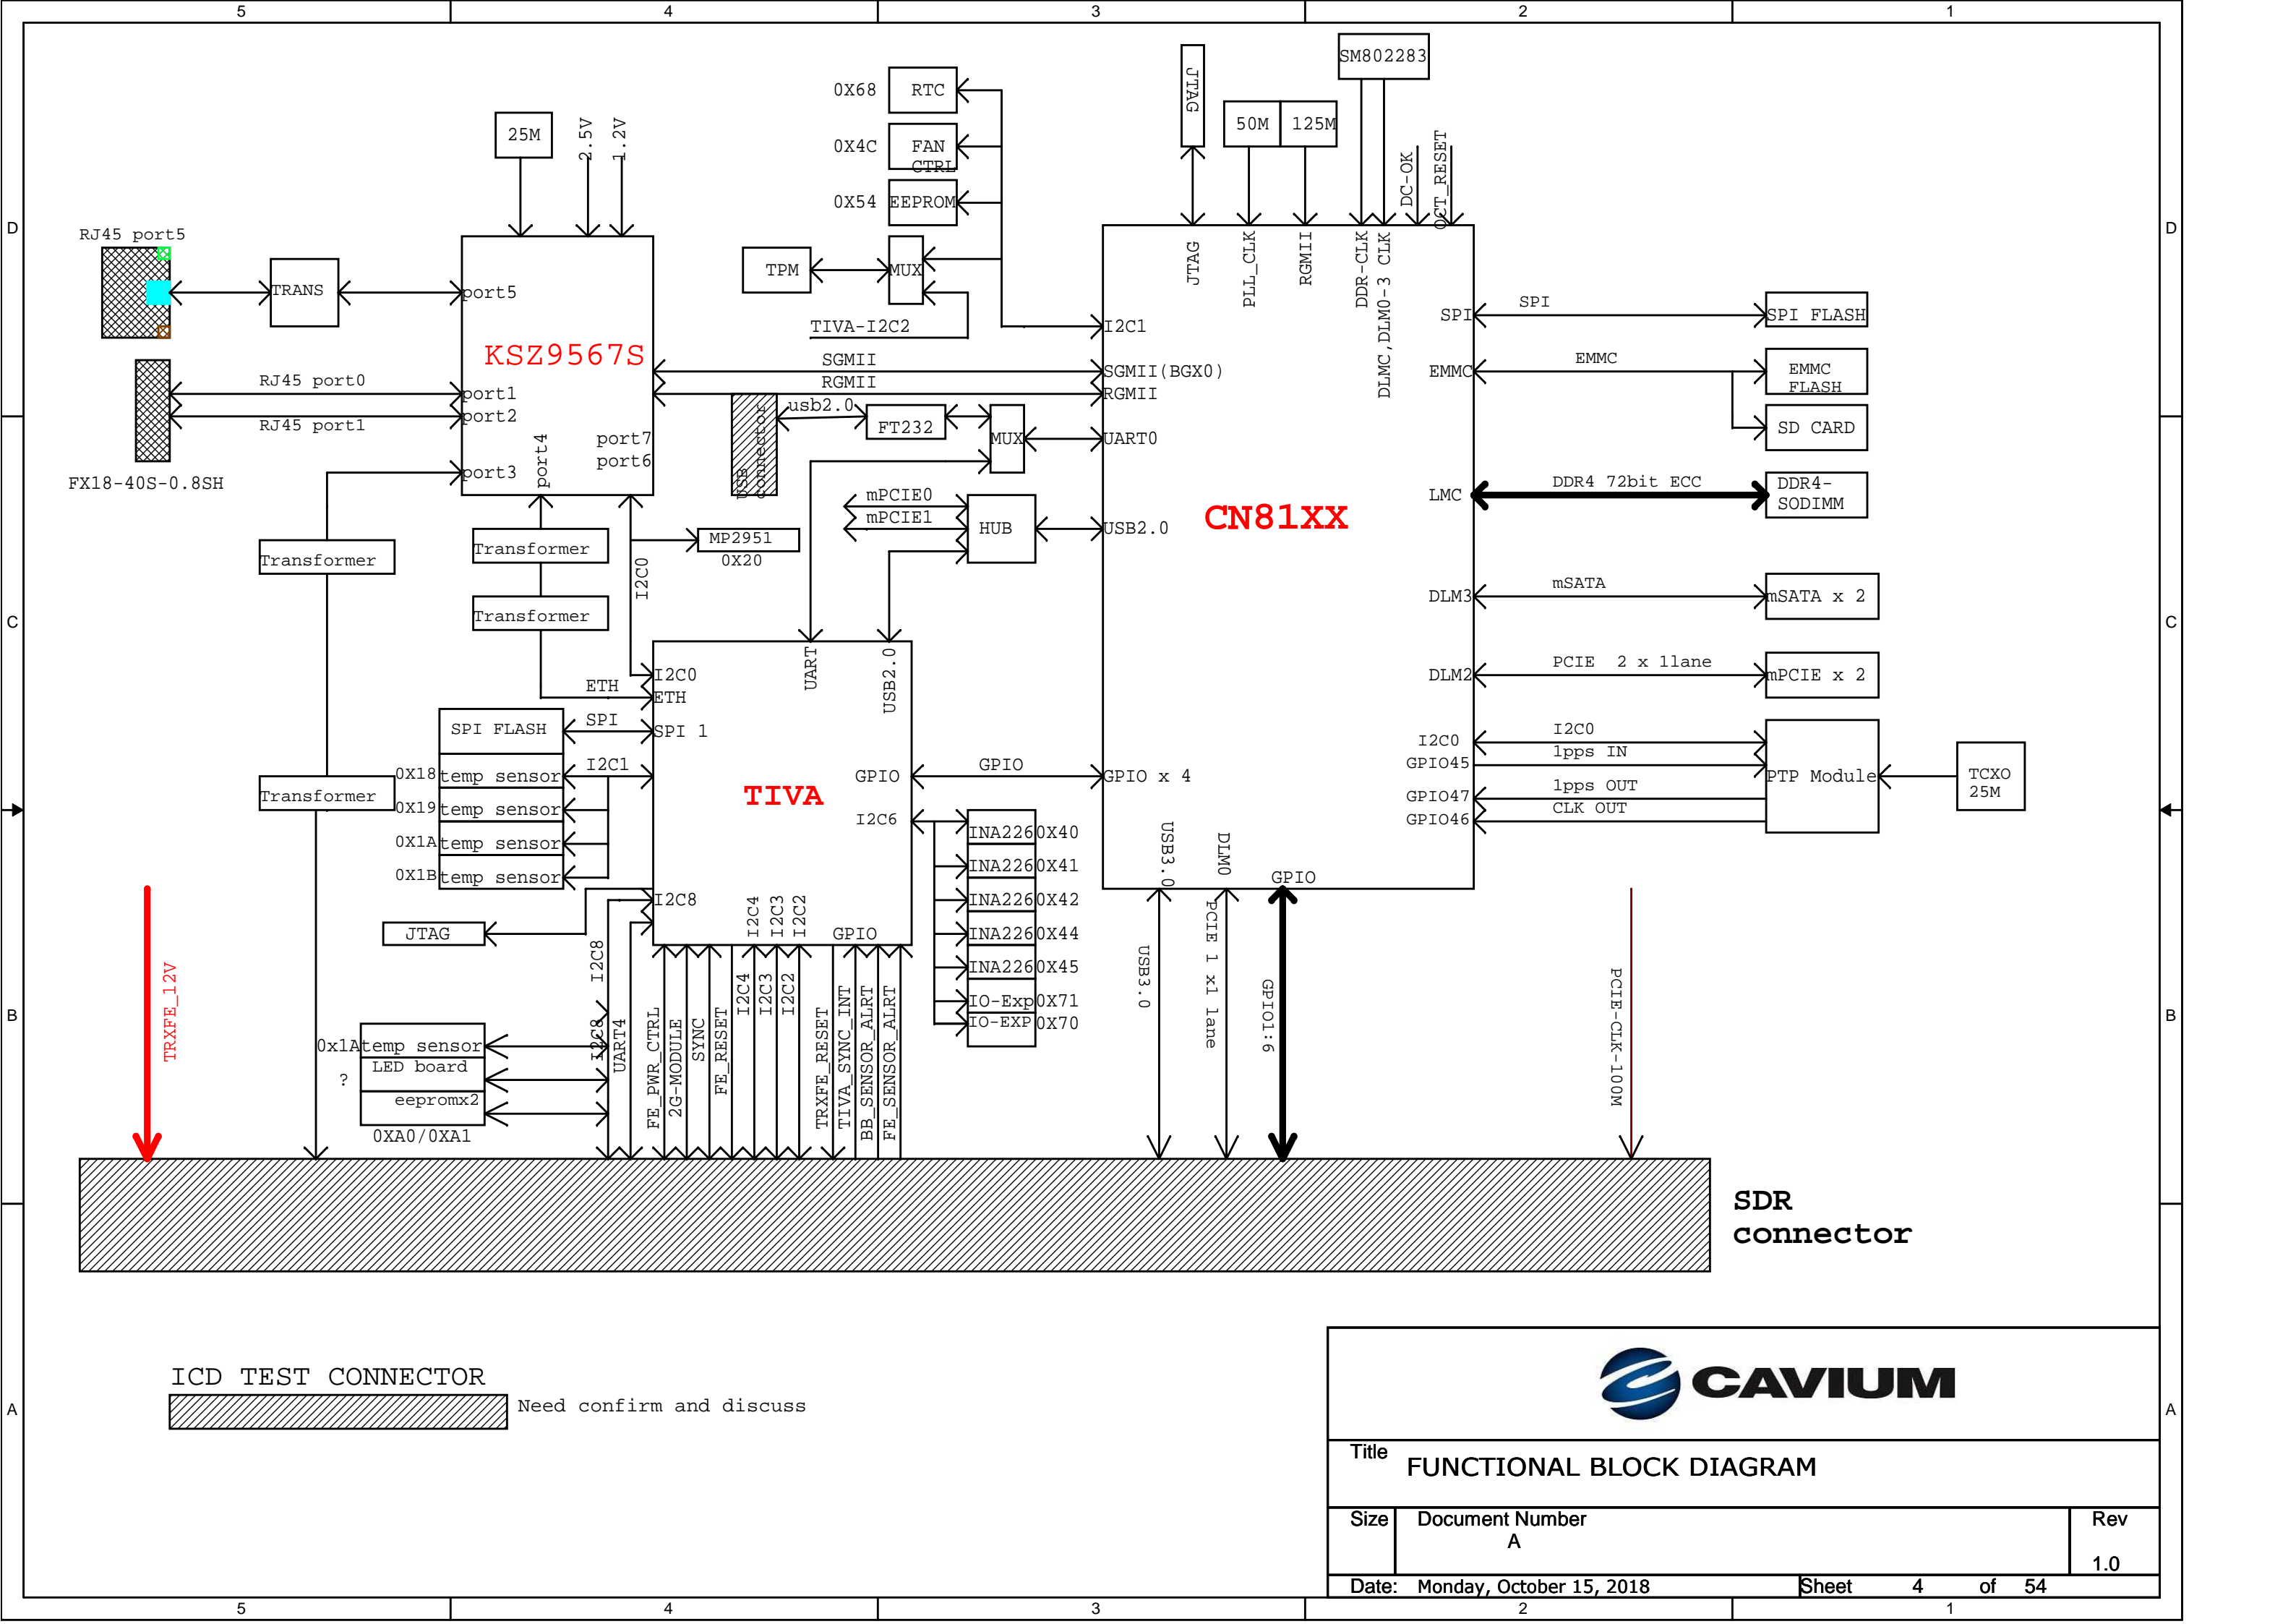 5
4
3
2
1
D
C
B
A
D
C
B
A
SM802283
0X68
RTC
JTAG
50M
125M
25M
2.5V
1.2V
0X4C
FAN
CTRL
0X54
EEPROM
DC-OK
OCT_RESET
RJ45 port5
TRANS
port5
TPM
MUX
TIVA-I2C2
I2C1
JTAG
PLL_CLK
RGMII
DDR-CLK
DLMC,DLM0-3 CLK
SPI
SPI
SPI FLASH
KSZ9567S
SGMII
SGMII(BGX0)
RGMII
RGMII
EMMC
EMMC
EMMC
FLASH
RJ45 port0
port1
RJ45 port1
port2
USB
connector
usb2.0
FT232
MUX
UART0
SD CARD
port4
port7
port6
port3
FX18-40S-0.8SH
mPCIE0
mPCIE1
HUB
USB2.0
CN81XX
LMC
DDR4 72bit ECC
DDR4-
SODIMM
MP2951
0X20
I2C0
Transformer
Transformer
Transformer
Transformer
DLM3
mSATA
mSATA x 2
UART
USB2.0
I2C0
ETH
ETH
DLM2
PCIE 2 x 1lane
mPCIE x 2
SPI FLASH
SPI
SPI 1
I2C1
0X18
temp sensor
0X19
temp sensor
0X1A
temp sensor
0X1B
temp sensor
TIVA
GPIO
GPIO
GPIO x 4
I2C6
I2C0
I2C0
GPIO45
1pps IN
GPIO47
1pps OUT
GPIO46
CLK OUT
PTP Module
TCXO
25M
INA226
0X40
INA226
0X41
INA226
0X42
INA226
0X44
INA226
0X45
IO-Exp
0X71
IO-EXP
0X70
USB3.0
DLM0
GPIO
I2C8
I2C4
I2C3
I2C2
GPIO
JTAG
TRXFE_12V
I2C8
I2C8
UART4
FE_PWR_CTRL
2G-MODULE
SYNC
FE_RESET
I2C4
I2C3
I2C2
TRXFE_RESET
TIVA_SYNC_INT
BB_SENSOR_ALRT
FE_SENSOR_ALRT
USB3.0
PCIE 1 x1 lane
GPIO1:6
PCIE-CLK-100M
0x1A
temp sensor
?
LED board
eepromx2
0XA0/0XA1
SDR
connector
ICD TEST CONNECTOR
Need confirm and discuss
CAVIUM
Title
FUNCTIONAL BLOCK DIAGRAM
Size
Document Number
A
Rev
1.0
Date: Monday, October 15, 2018
Sheet 4 of 54
5
4
3
2
1